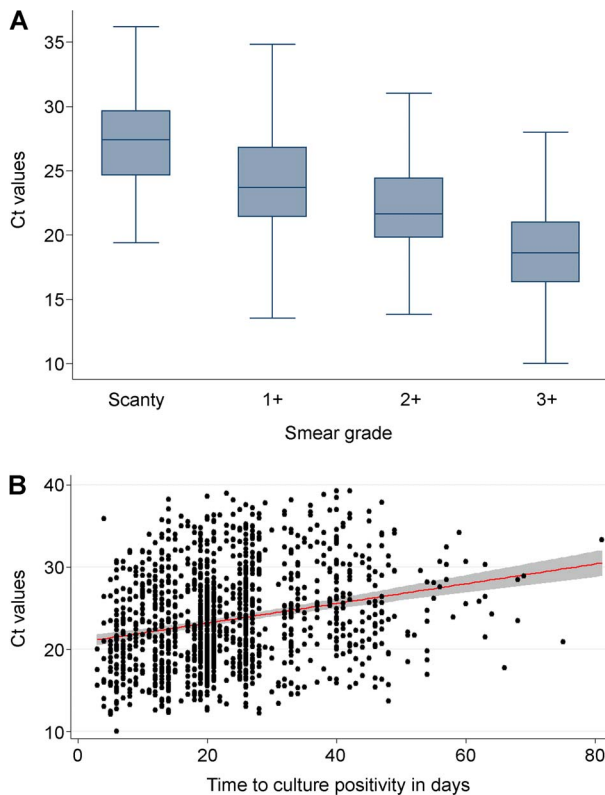 A
35
30
25
20
15
10
Ct values
Scanty 1+ 2+ 3+
Smear grade
B
40
30
20
10
Ct values
0 20 40 60 80
Time to culture positivity in days